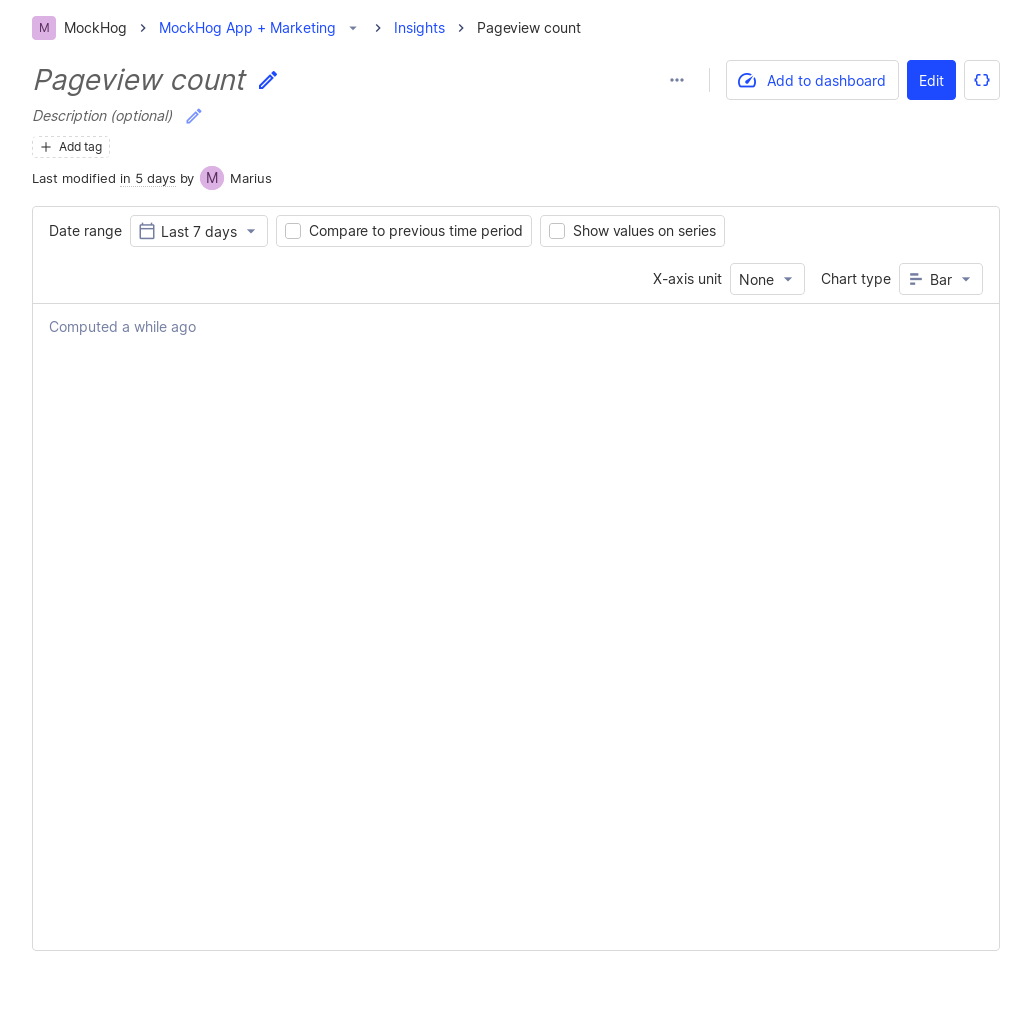 M MockHog MockHog App + Marketing Insights Pageview count
Pageview count
Add to dashboard Edit
Description (optional)
Add tag
Last modified in 5 days by M Marius
Date range Last 7 days Compare to previous time period Show values on series
X-axis unit None Chart type Bar
Computed a while ago